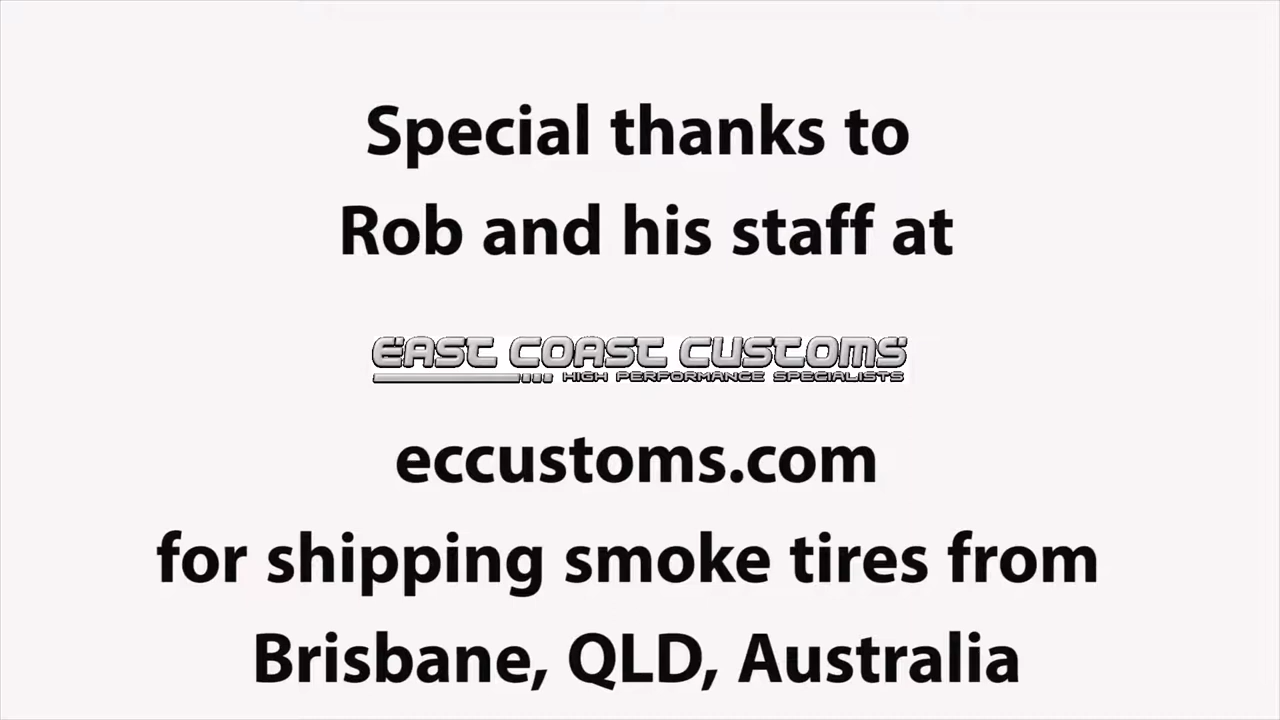 Special thanks to
Rob and his staff at
EAST COAST CUSTOMS
HIGH PERFORMANCE SPECIALISTS
eccustoms.com
for shipping smoke tires from
Brisbane, QLD, Australia